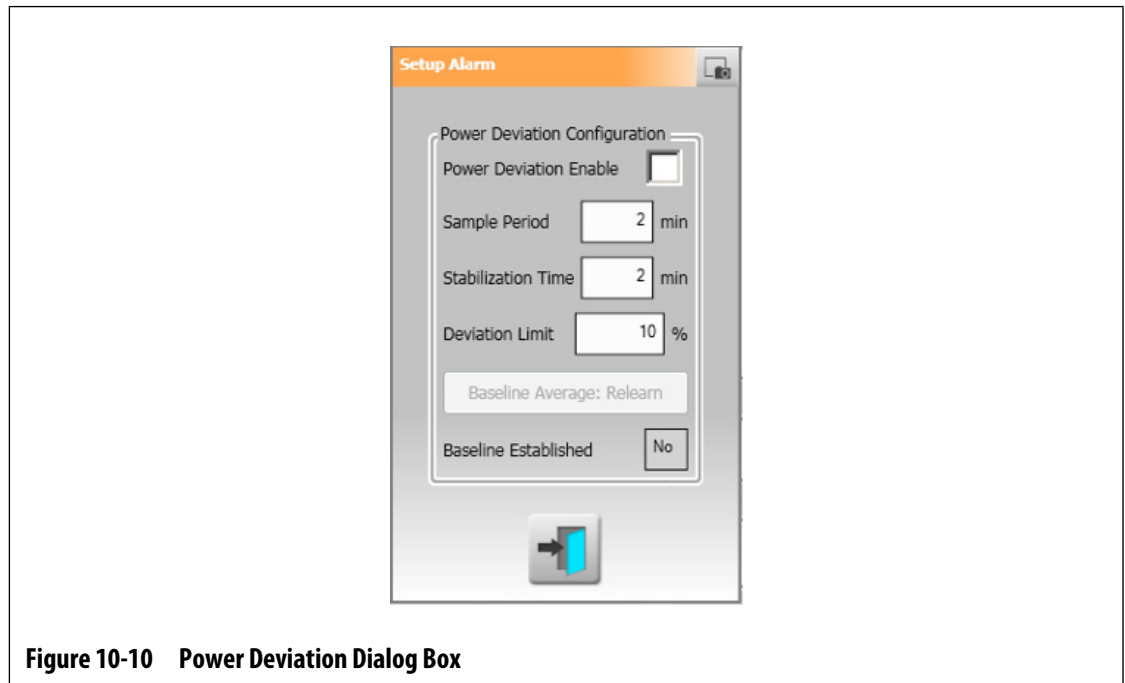 Setup Alarm
Power Deviation Configuration
Power Deviation Enable
Sample Period 2 min
Stabilization Time 2 min
Deviation Limit 10 %
Baseline Average: Relearn
Baseline Established No
Figure 10-10 Power Deviation Dialog Box